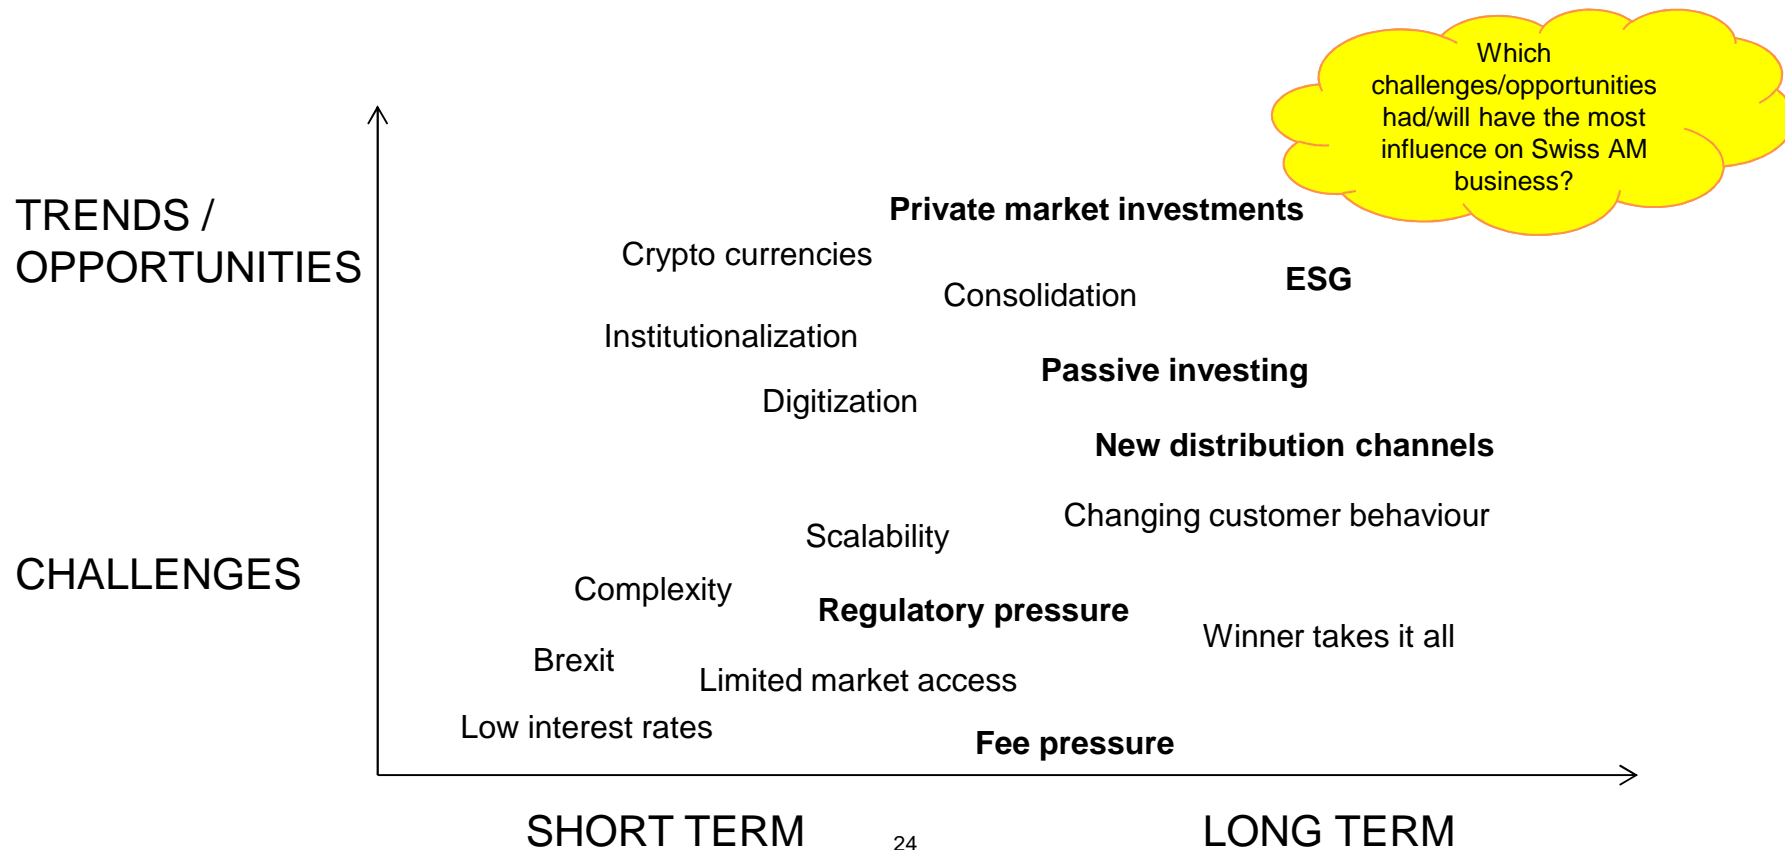 Which
challenges/opportunities
had/will have the most
influence on Swiss AM
business?
TRENDS /
OPPORTUNITIES
Private market investments
Crypto currencies
ESG
Consolidation
Institutionalization
Passive investing
Digitization
New distribution channels
Changing customer behaviour
Scalability
CHALLENGES
Complexity
Regulatory pressure
Winner takes it all
Brexit
Limited market access
Low interest rates
Fee pressure
SHORT TERM
24
LONG TERM